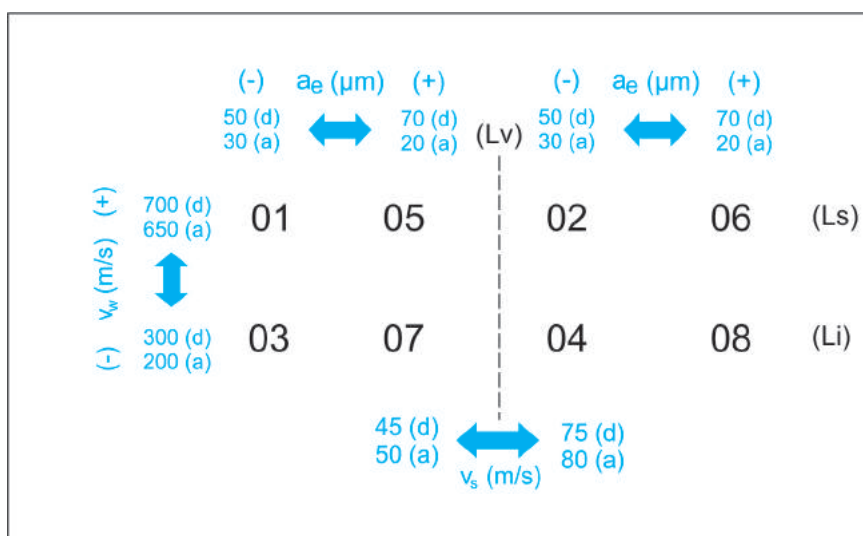 (-) aₑ (µm) (+) (-) aₑ (µm) (+)
50 (d) 70 (d) 50 (d) 70 (d)
30 (a) 20 (a) (Lv) 30 (a) 20 (a)
(+) 700 (d) 01 05 02 06 (Ls)
650 (a)
v_w (m/s)
(-) 300 (d) 03 07 04 08 (Li)
200 (a)
45 (d) 75 (d)
50 (a) 80 (a)
vₛ (m/s)